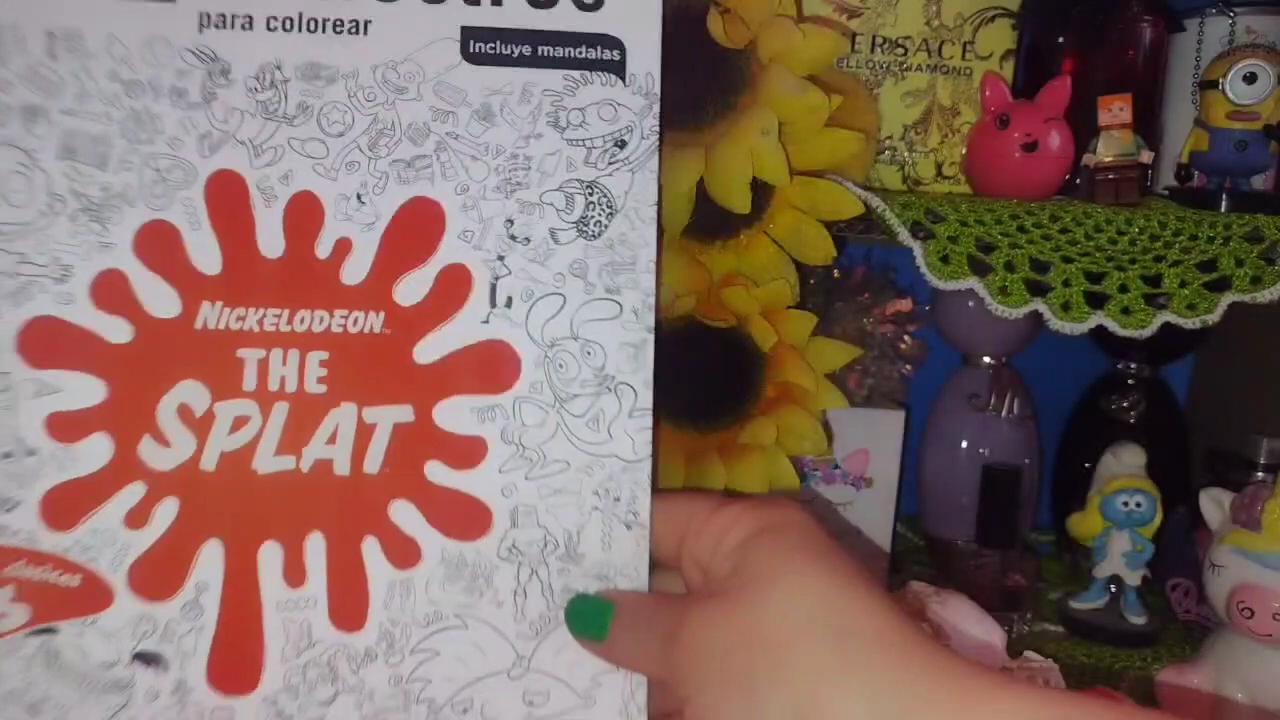 para colorear
Incluye mandalas
NICKELODEON
THE
SPLAT
ERSACE
ELLOW DIAMOND